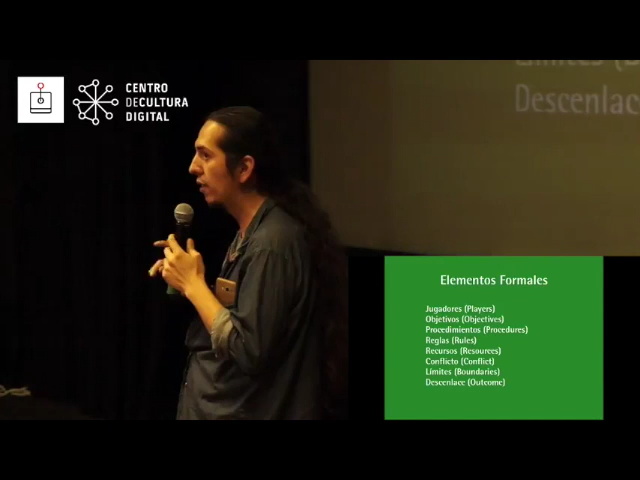 CENTRO
DECULTURA
DIGITAL
Descenlac
Elementos Formales
Jugadores (Players)
Objetivos (Objectives)
Procedimientos (Procedures)
Reglas (Rules)
Recursos (Resources)
Conflicto (Conflict)
Límites (Boundaries)
Descenlace (Outcome)